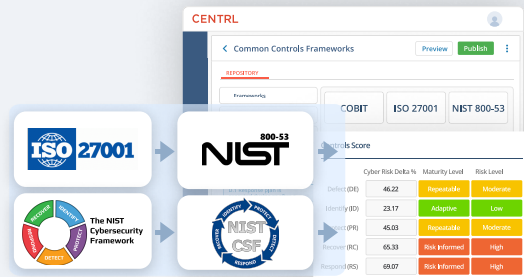 CENTRL
Common Controls Frameworks
Preview
Publish
REPOSITORY
Frameworks
COBIT
ISO 27001
NIST 800-53
ISO 27001
800-53
NIST
Controls Score
Cyber Risk Delta %
Maturity Level
Risk Level
Detect(DE)
46.22
Repeatable
Moderate
Identify(ID)
23.17
Adaptive
Low
Protect(PR)
45.03
Repeatable
Moderate
Recover(RC)
65.33
Risk Informed
High
Respond(RS)
69.07
Risk Informed
High
RECOVER
IDENTIFY
PROTECT
DETECT
RESPOND
The NIST
Cybersecurity
Framework
IDENTIFY
PROTECT
DETECT
RESPOND
RECOVER
NIST
CSF